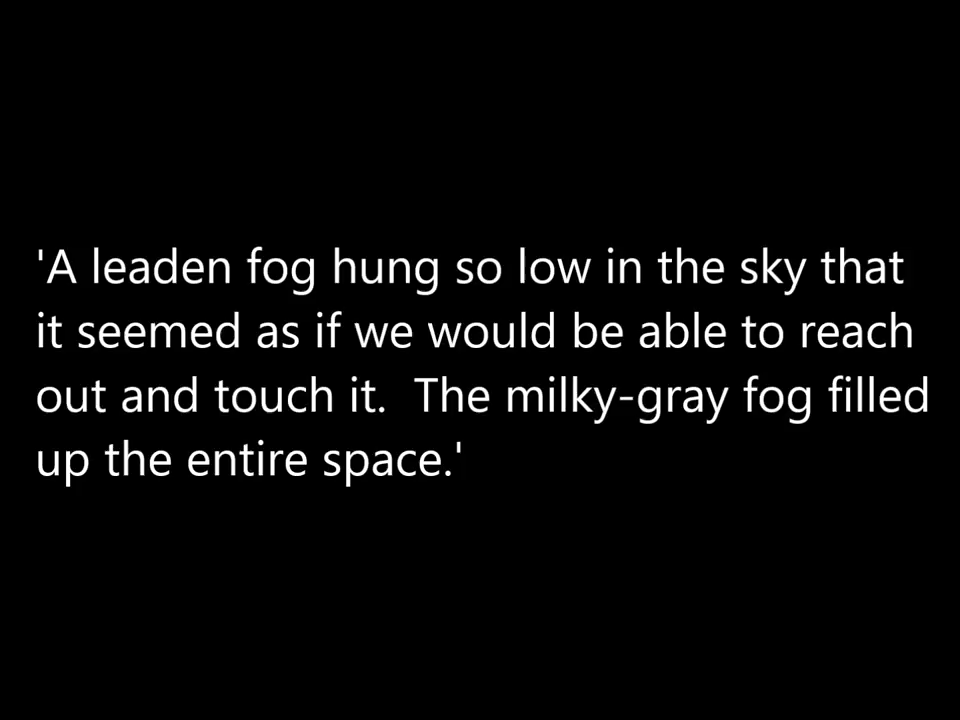 'A leaden fog hung so low in the sky that
it seemed as if we would be able to reach
out and touch it.  The milky-gray fog filled
up the entire space.'